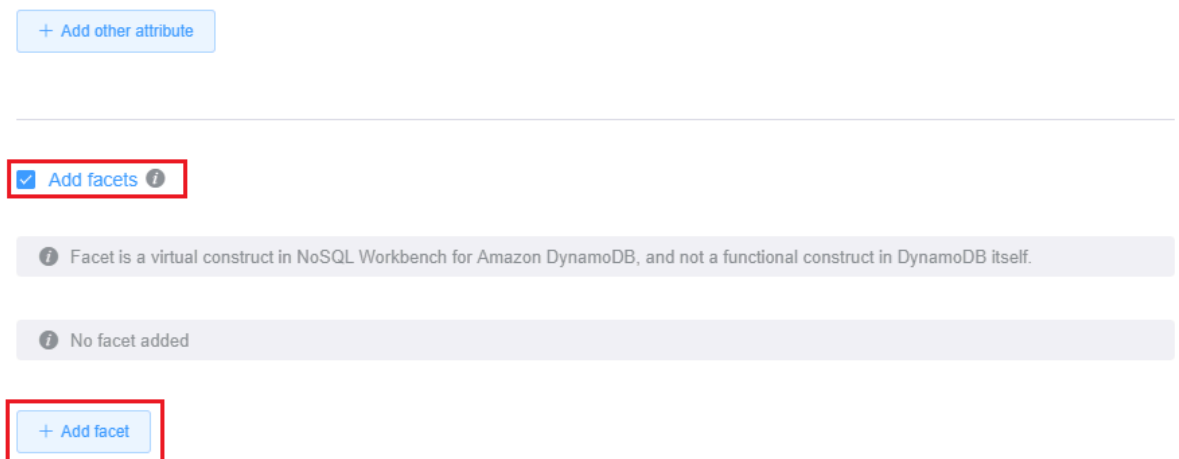 + Add other attribute
Add facets
Facet is a virtual construct in NoSQL Workbench for Amazon DynamoDB, and not a functional construct in DynamoDB itself.
No facet added
+ Add facet